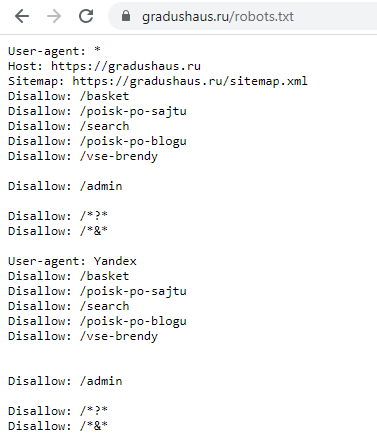 gradushaus.ru/robots.txt
User-agent: *
Host: https://gradushaus.ru
Sitemap: https://gradushaus.ru/sitemap.xml
Disallow: /basket
Disallow: /poisk-po-sajtu
Disallow: /search
Disallow: /poisk-po-blogu
Disallow: /vse-brendy
Disallow: /admin
Disallow: /*?*
Disallow: /*&*
User-agent: Yandex
Disallow: /basket
Disallow: /poisk-po-sajtu
Disallow: /search
Disallow: /poisk-po-blogu
Disallow: /vse-brendy
Disallow: /admin
Disallow: /*?*
Disallow: /*&*